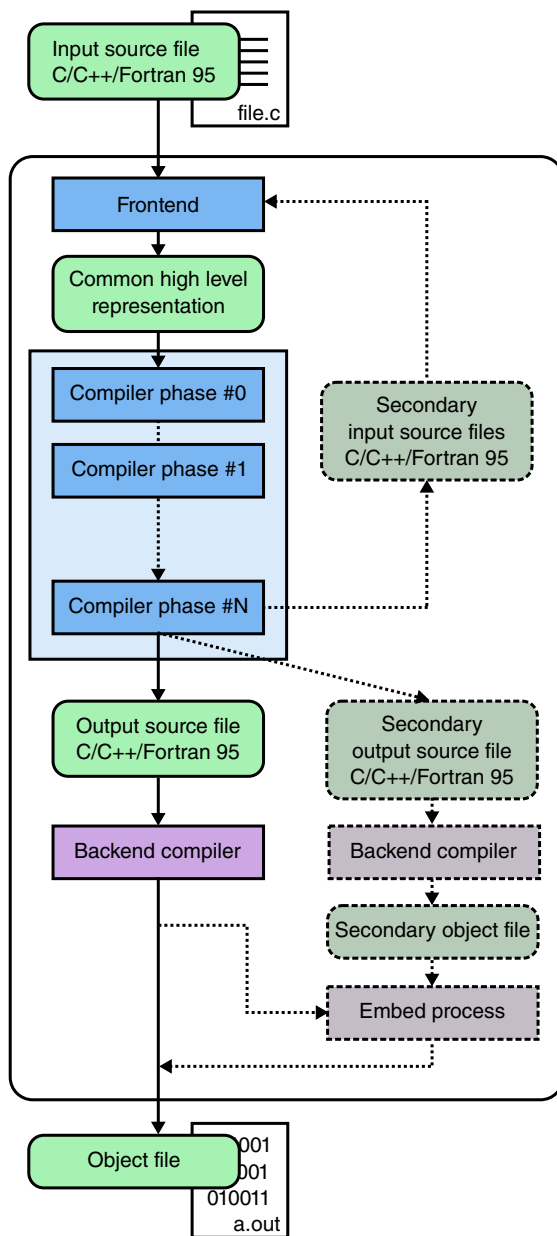 Input source file
C/C++/Fortran 95
file.c
Frontend
Common high level
representation
Compiler phase #0
Compiler phase #1
Compiler phase #N
Secondary
input source files
C/C++/Fortran 95
Output source file
C/C++/Fortran 95
Secondary
output source file
C/C++/Fortran 95
Backend compiler
Backend compiler
Secondary object file
Embed process
Object file
001
001
010011
a.out